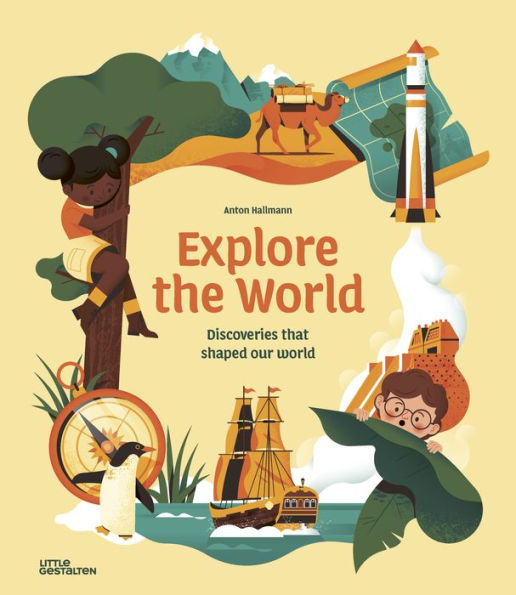 Anton Hallmann
Explore
the World
Discoveries that
shaped our world
LITTLE
GESTALTEN